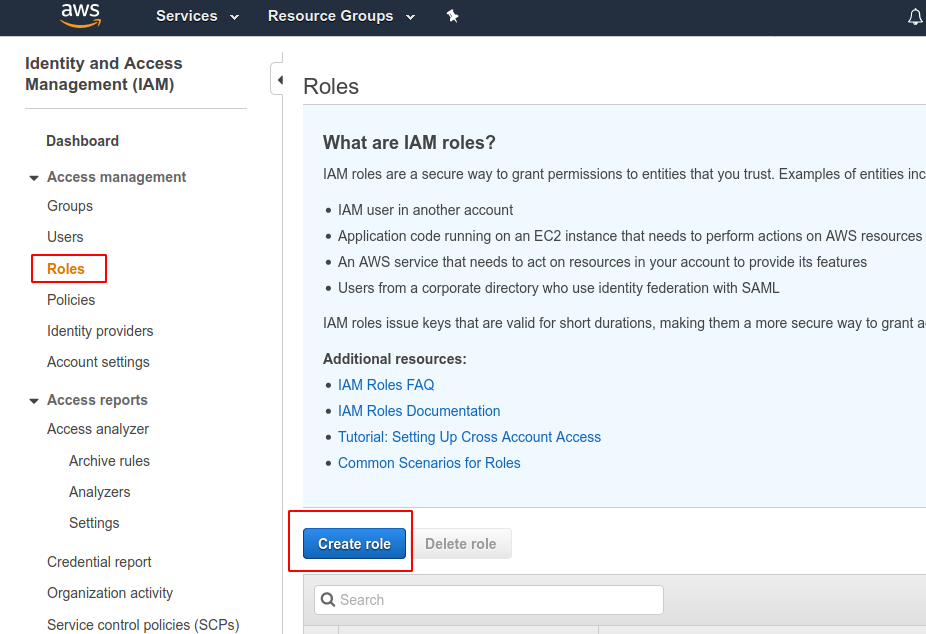 aws
Services
Resource Groups
Identity and Access
Management (IAM)
Dashboard
Access management
Groups
Users
Roles
Policies
Identity providers
Account settings
Access reports
Access analyzer
Archive rules
Analyzers
Settings
Credential report
Organization activity
Service control policies (SCPs)
Roles
What are IAM roles?
IAM roles are a secure way to grant permissions to entities that you trust. Examples of entities inc
IAM user in another account
Application code running on an EC2 instance that needs to perform actions on AWS resources
An AWS service that needs to act on resources in your account to provide its features
Users from a corporate directory who use identity federation with SAML
IAM roles issue keys that are valid for short durations, making them a more secure way to grant a
Additional resources:
IAM Roles FAQ
IAM Roles Documentation
Tutorial: Setting Up Cross Account Access
Common Scenarios for Roles
Create role
Delete role
Search